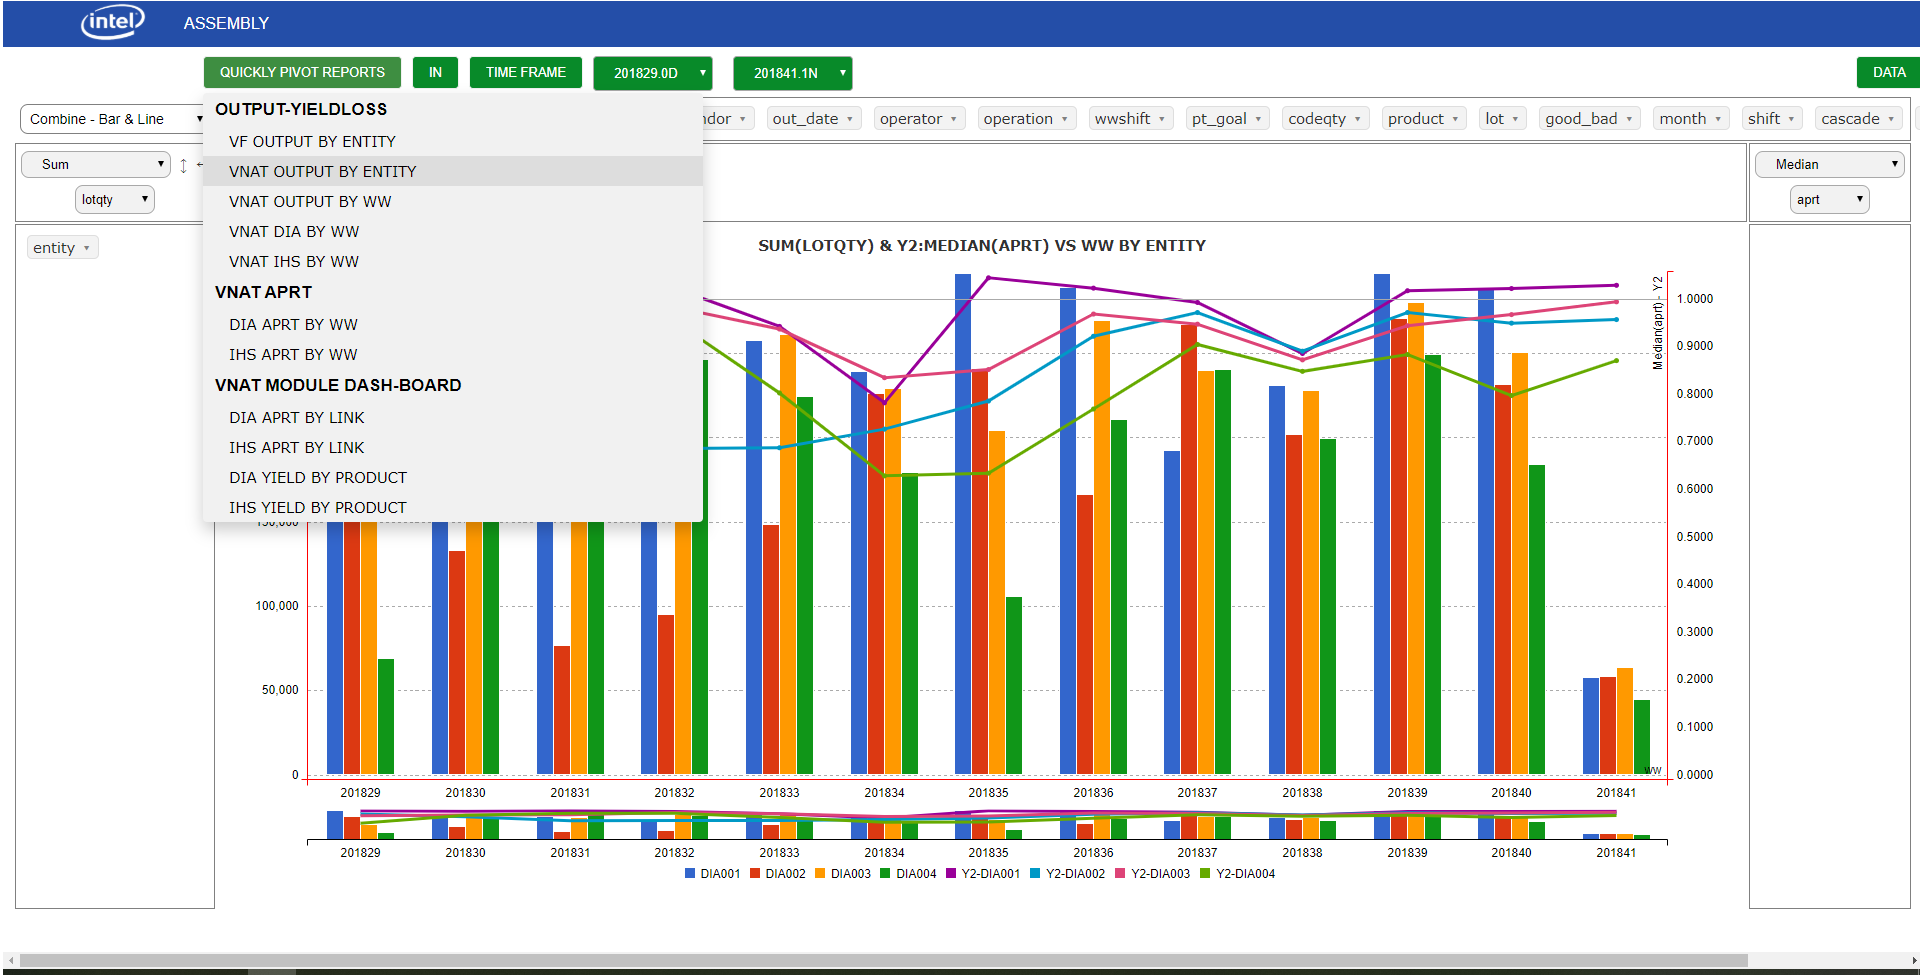 intel
ASSEMBLY
QUICKLY PIVOT REPORTS
IN
TIME FRAME
201829.0D
201841.1N
DATA
Combine - Bar & Line
out_date
operator
operation
wwshift
pt_goal
codeqty
product
lot
good_bad
month
shift
cascade
Sum
lotqty
Median
aprt
entity
OUTPUT-YIELDLOSS
VF OUTPUT BY ENTITY
VNAT OUTPUT BY ENTITY
VNAT OUTPUT BY WW
VNAT DIA BY WW
VNAT IHS BY WW
VNAT APRT
DIA APRT BY WW
IHS APRT BY WW
VNAT MODULE DASH-BOARD
DIA APRT BY LINK
IHS APRT BY LINK
DIA YIELD BY PRODUCT
IHS YIELD BY PRODUCT
SUM(LOTQTY) & Y2:MEDIAN(APRT) VS WW BY ENTITY
150,000
100,000
50,000
0
Median(aprt) - Y2
1.0000
0.9000
0.8000
0.7000
0.6000
0.5000
0.4000
0.3000
0.2000
0.1000
0.0000
WW
201829 201830 201831 201832 201833 201834 201835 201836 201837 201838 201839 201840 201841
201829 201830 201831 201832 201833 201834 201835 201836 201837 201838 201839 201840 201841
DIA001 DIA002 DIA003 DIA004 Y2-DIA001 Y2-DIA002 Y2-DIA003 Y2-DIA004